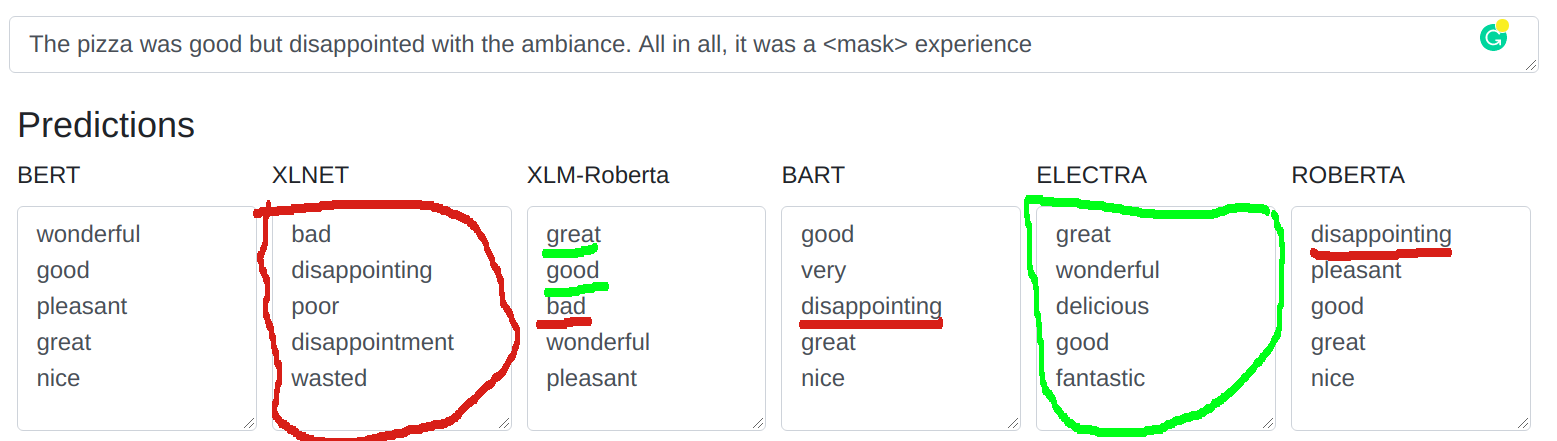 The pizza was good but disappointed with the ambiance. All in all, it was a <mask> experience
Predictions
BERT
wonderful
good
pleasant
great
nice
XLNET
bad
disappointing
poor
disappointment
wasted
XLM-Roberta
great
good
bad
wonderful
pleasant
BART
good
very
disappointing
great
nice
ELECTRA
great
wonderful
delicious
good
fantastic
ROBERTA
disappointing
pleasant
good
great
nice